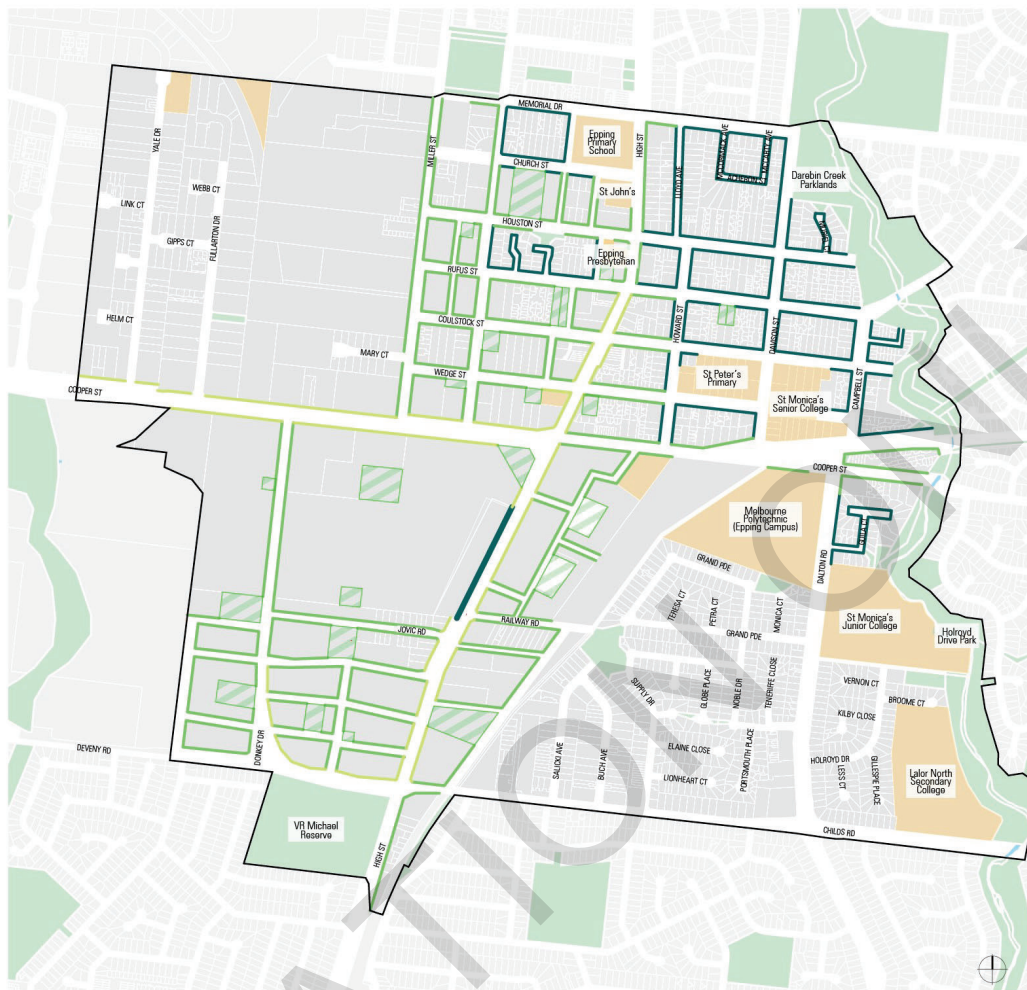 MEMORIAL DR
Epping
Primary
School
HIGH ST
MILLER ST
YALE DR
CHURCH ST
LLOYD AVE
Darebin Creek
Parklands
WEBB CT
St John's
LINK CT
FULLARTON DR
HOUSTON ST
GIPPS CT
Epping
Presbyterian
RUFUS ST
HELM CT
COULSTOCK ST
HOWARD ST
DAWSON ST
MARY CT
WEDGE ST
St Peter's
Primary
St Monica's
Senior College
CAMPBELL ST
COOPER ST
COOPER ST
Melbourne
Polytechnic
(Epping Campus)
DALTON RD
GRAND PDE
TERESA CT
PETRA CT
MONICA CT
St Monica's
Junior College
JOVIC RD
RAILWAY RD
GRAND PDE
Holroyd
Drive Park
SUPPLY DR
GLOBE PLACE
NOBLE DR
TENERIFFE CLOSE
VERNON CT
BROOME CT
KILBY CLOSE
DONKEY DR
DEVENY RD
SALICKI AVE
BUCH AVE
ELAINE CLOSE
PORTSMOUTH PLACE
HOLROYD DR
LESS CT
GILLESPIE PLACE
LIONHEART CT
Lalor North
Secondary
College
VR Michael
Reserve
CHILDS RD
HIGH ST